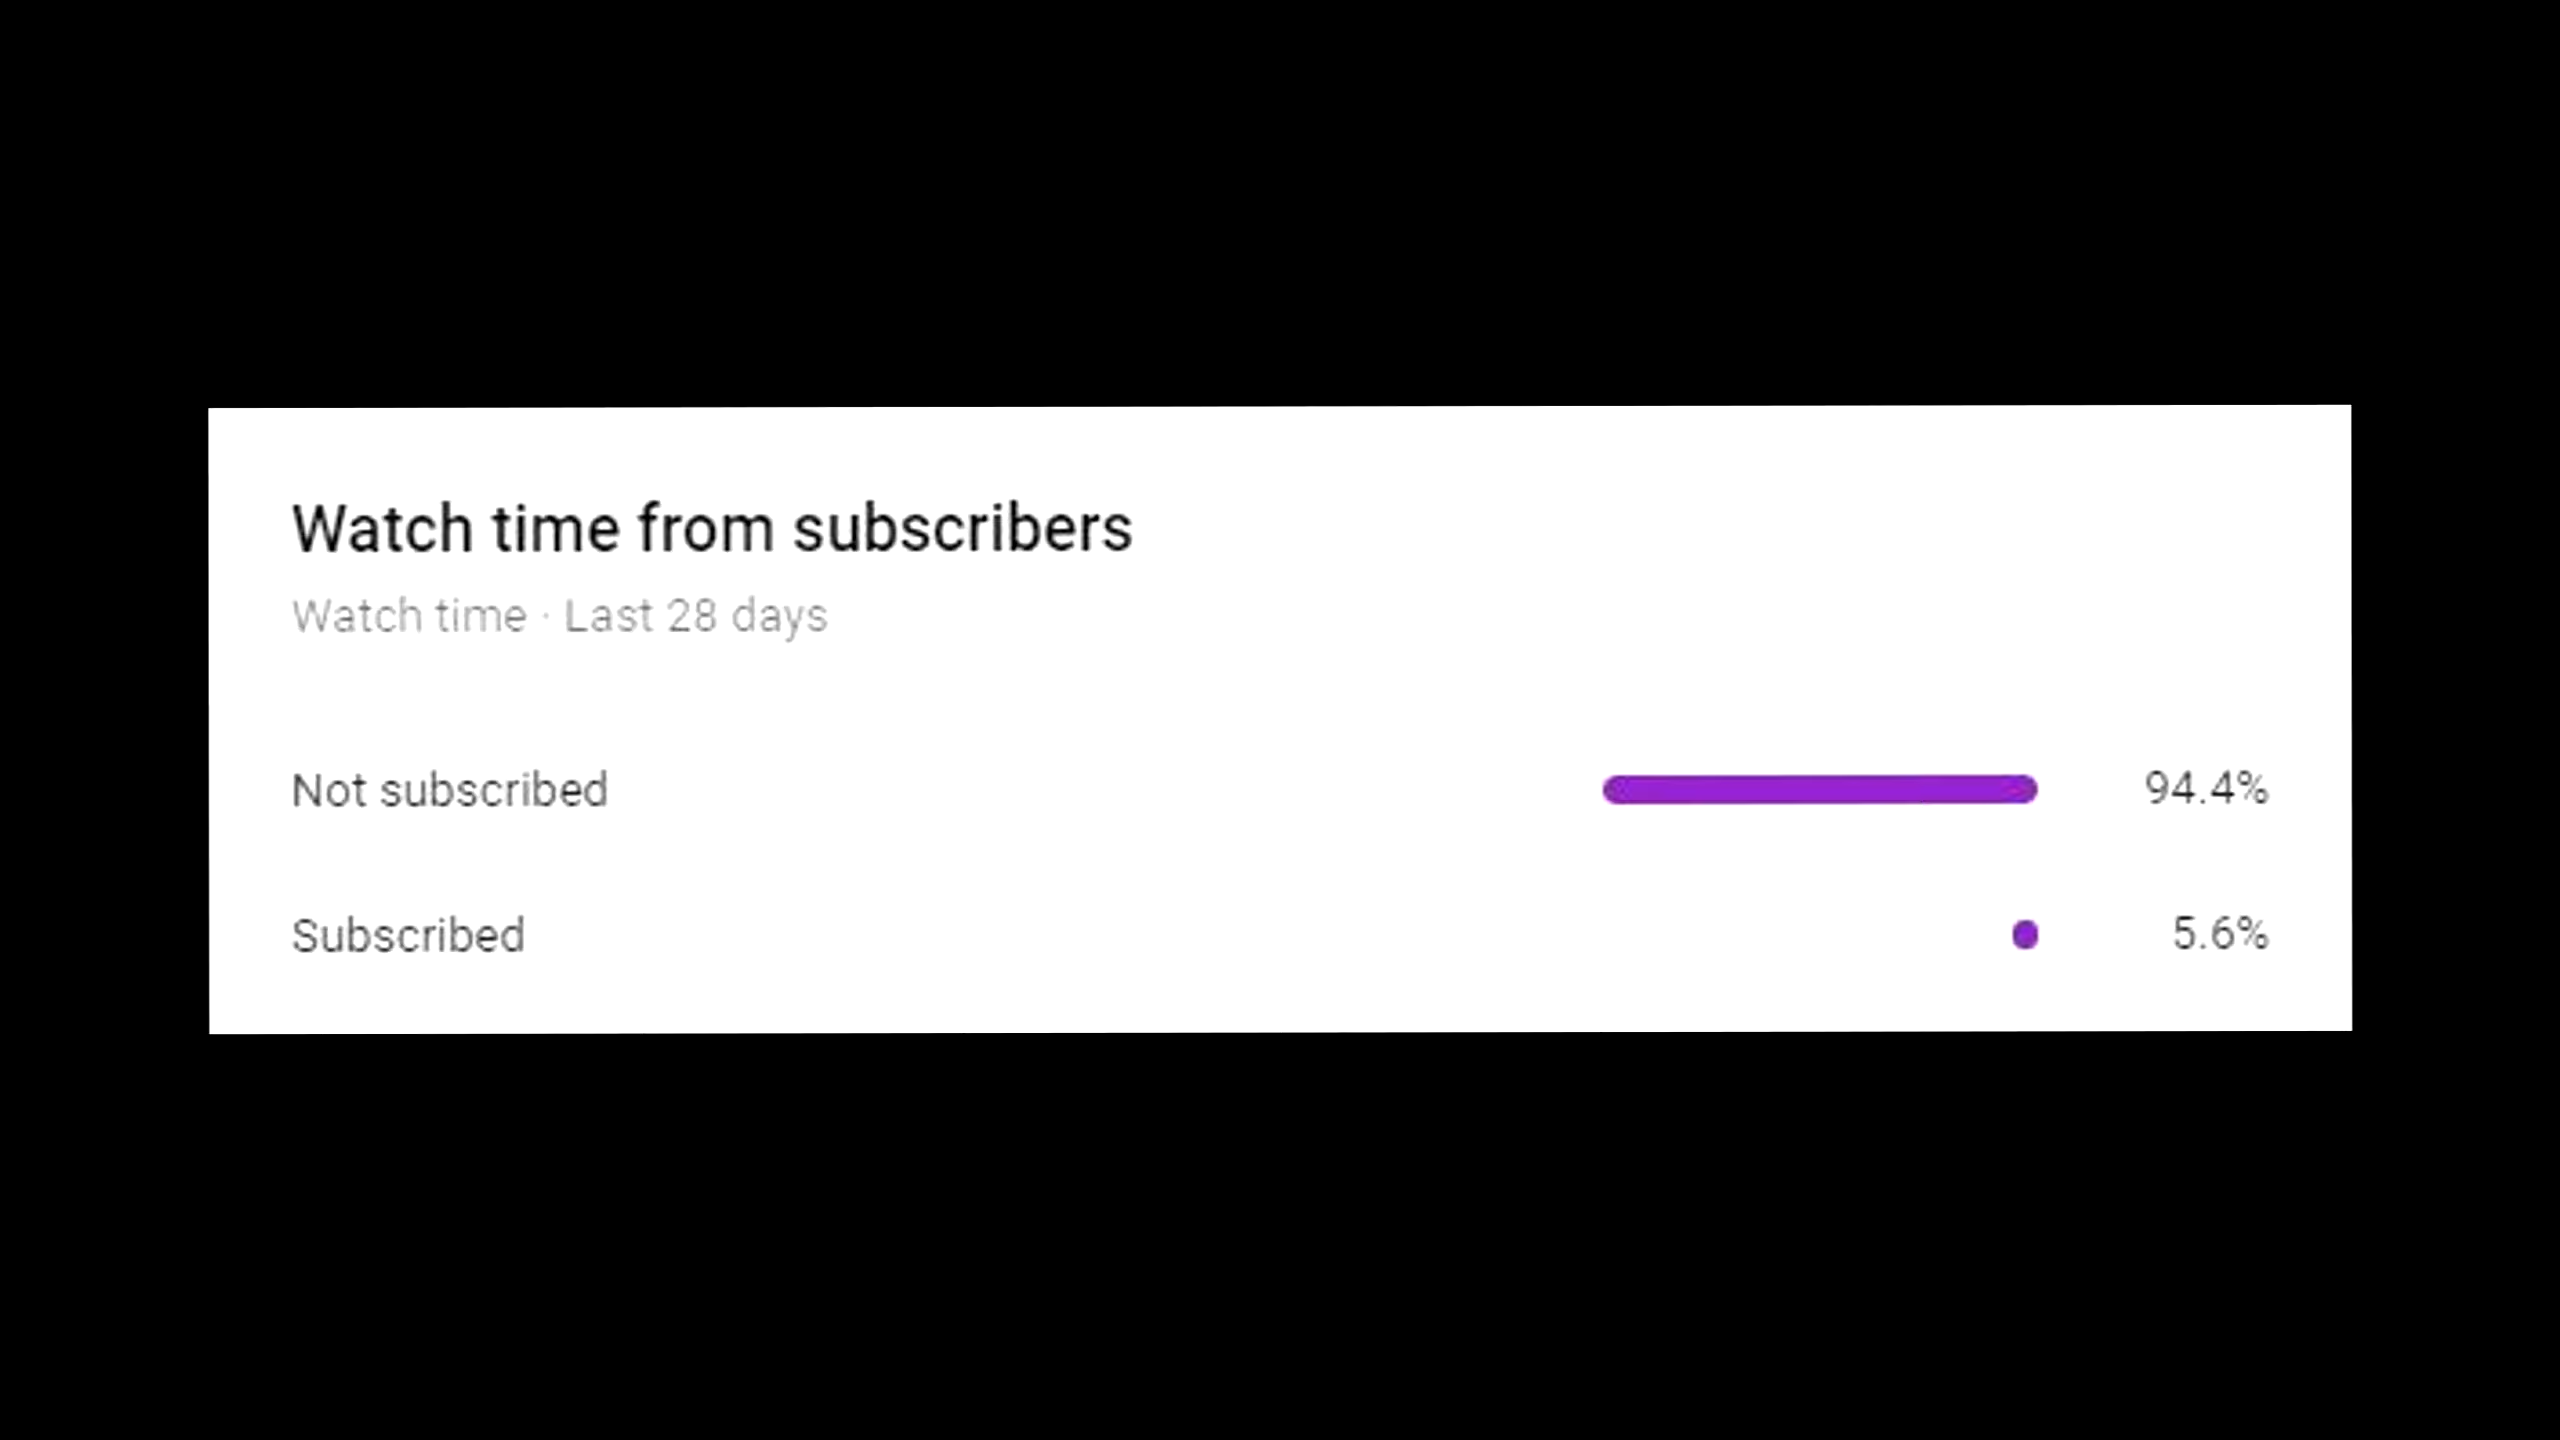 Watch time from subscribers
Watch time · Last 28 days
Not subscribed 94.4%
Subscribed 5.6%